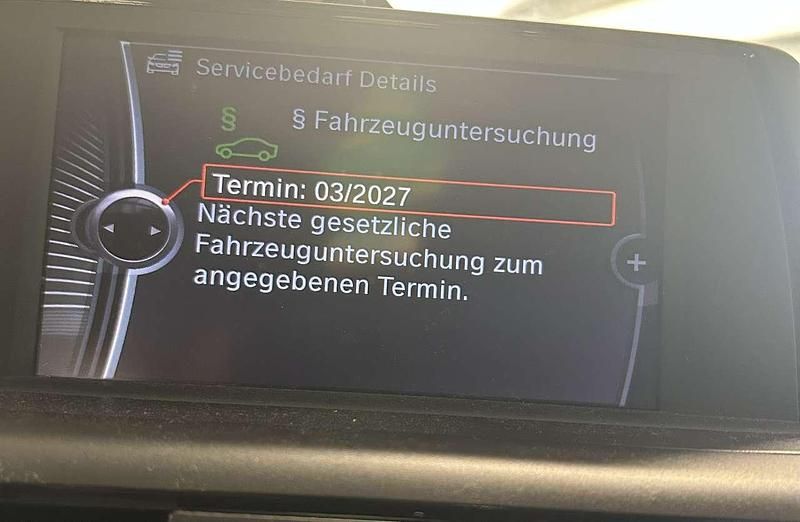 Servicebedarf Details
§
§ Fahrzeuguntersuchung
Termin: 03/2027
Nächste gesetzliche
Fahrzeuguntersuchung zum
angegebenen Termin.
+